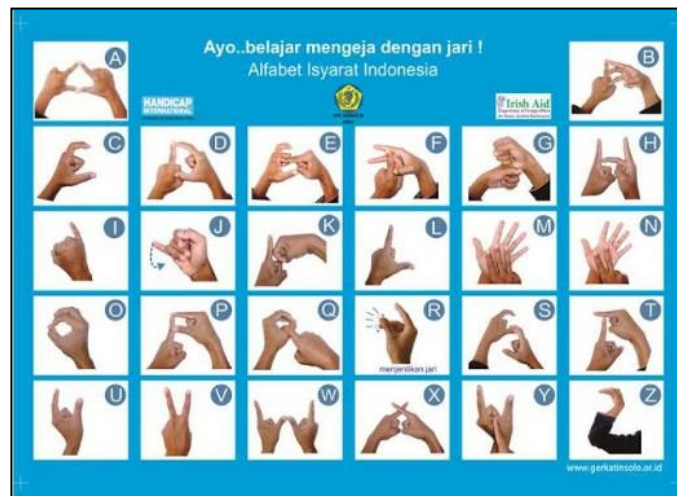 Ayo..belajar mengeja dengan jari !
Alfabet Isyarat Indonesia
A
B
HANDICAP
INTERNATIONAL
Irish Aid
C
D
E
F
G
H
I
J
K
L
M
N
O
P
Q
R
S
T
menjentikan jari
U
V
W
X
Y
Z
www.gerkatinsolo.or.id